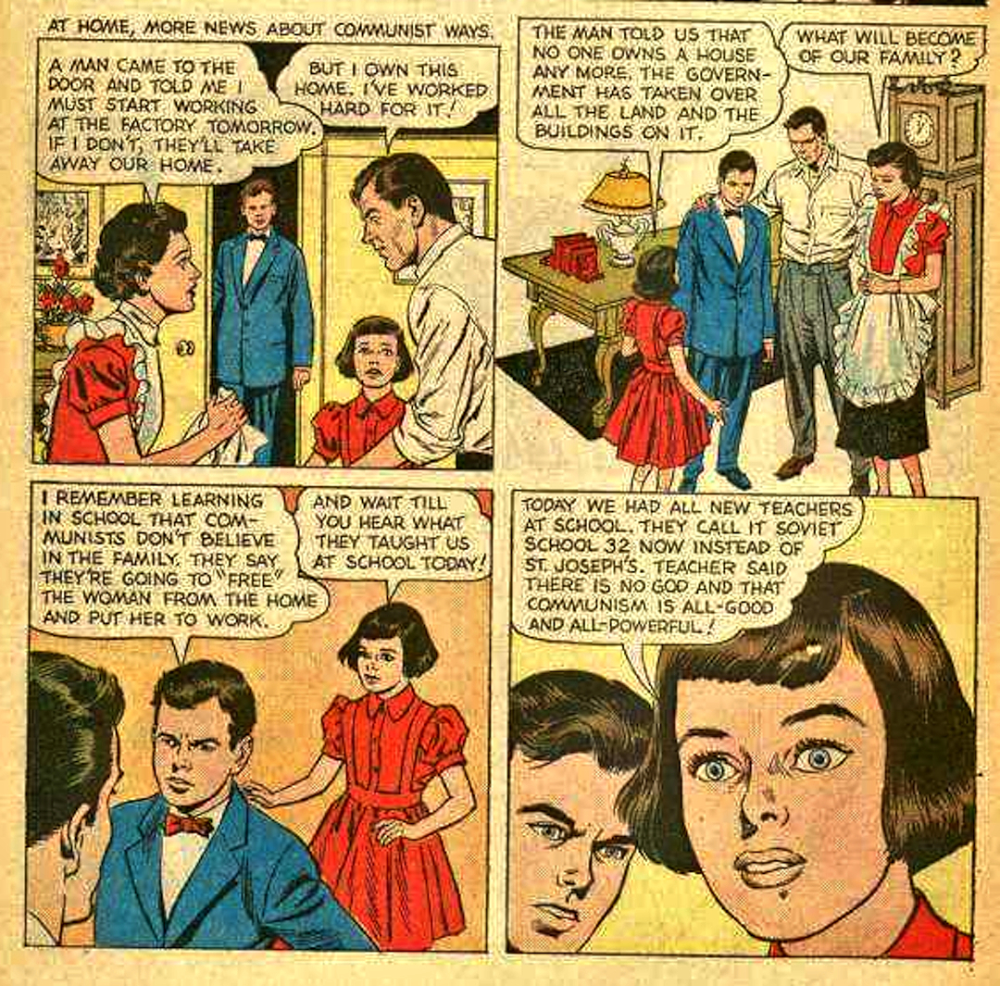 AT HOME, MORE NEWS ABOUT COMMUNIST WAYS.
A MAN CAME TO THE
DOOR AND TOLD ME I
MUST START WORKING
AT THE FACTORY TOMORROW.
IF I DON'T, THEY'LL TAKE
AWAY OUR HOME.
BUT I OWN THIS
HOME. I'VE WORKED
HARD FOR IT!
THE MAN TOLD US THAT
NO ONE OWNS A HOUSE
ANY MORE. THE GOVERN-
MENT HAS TAKEN OVER
ALL THE LAND AND THE
BUILDINGS ON IT.
WHAT WILL BECOME
OF OUR FAMILY?
I REMEMBER LEARNING
IN SCHOOL THAT COM-
MUNISTS DON'T BELIEVE
IN THE FAMILY. THEY SAY
THEY'RE GOING TO "FREE"
THE WOMAN FROM THE HOME
AND PUT HER TO WORK.
AND WAIT TILL
YOU HEAR WHAT
THEY TAUGHT US
AT SCHOOL TODAY!
TODAY WE HAD ALL NEW TEACHERS
AT SCHOOL. THEY CALL IT SOVIET
SCHOOL 32 NOW INSTEAD OF
ST. JOSEPH'S. TEACHER SAID
THERE IS NO GOD AND THAT
COMMUNISM IS ALL-GOOD
AND ALL-POWERFUL!